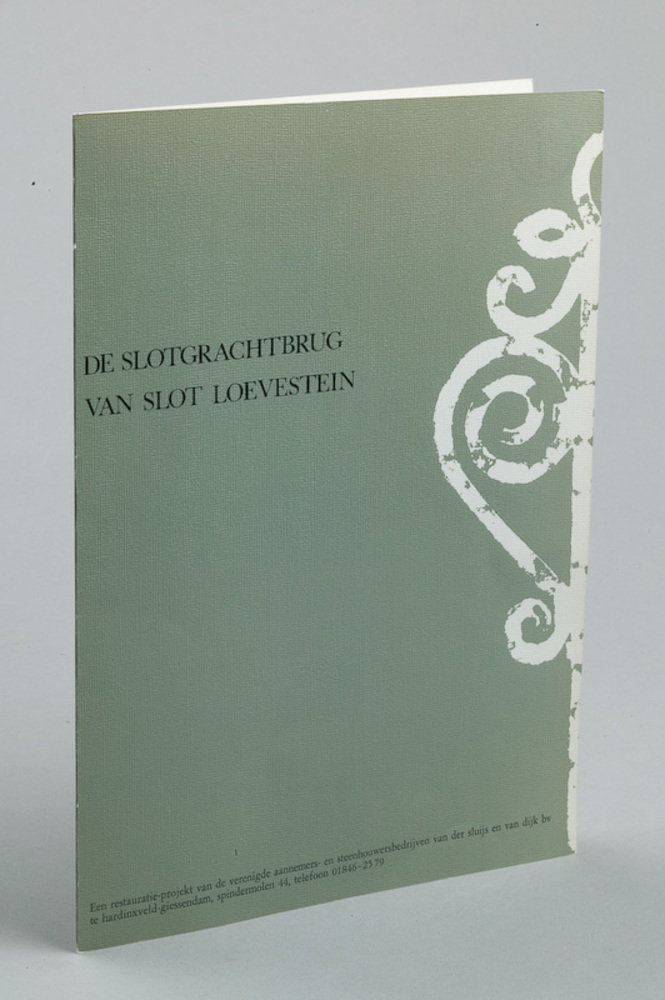 DE SLOTGRACHTBRUG
VAN SLOT LOEVESTEIN
Een restauratie-projekt van de verenigde aannemers- en steenhouwersbedrijven van der sluijs en van dijk bv
te hardinxveld-giessendam, spindermolen 44, telefoon 01846-2579